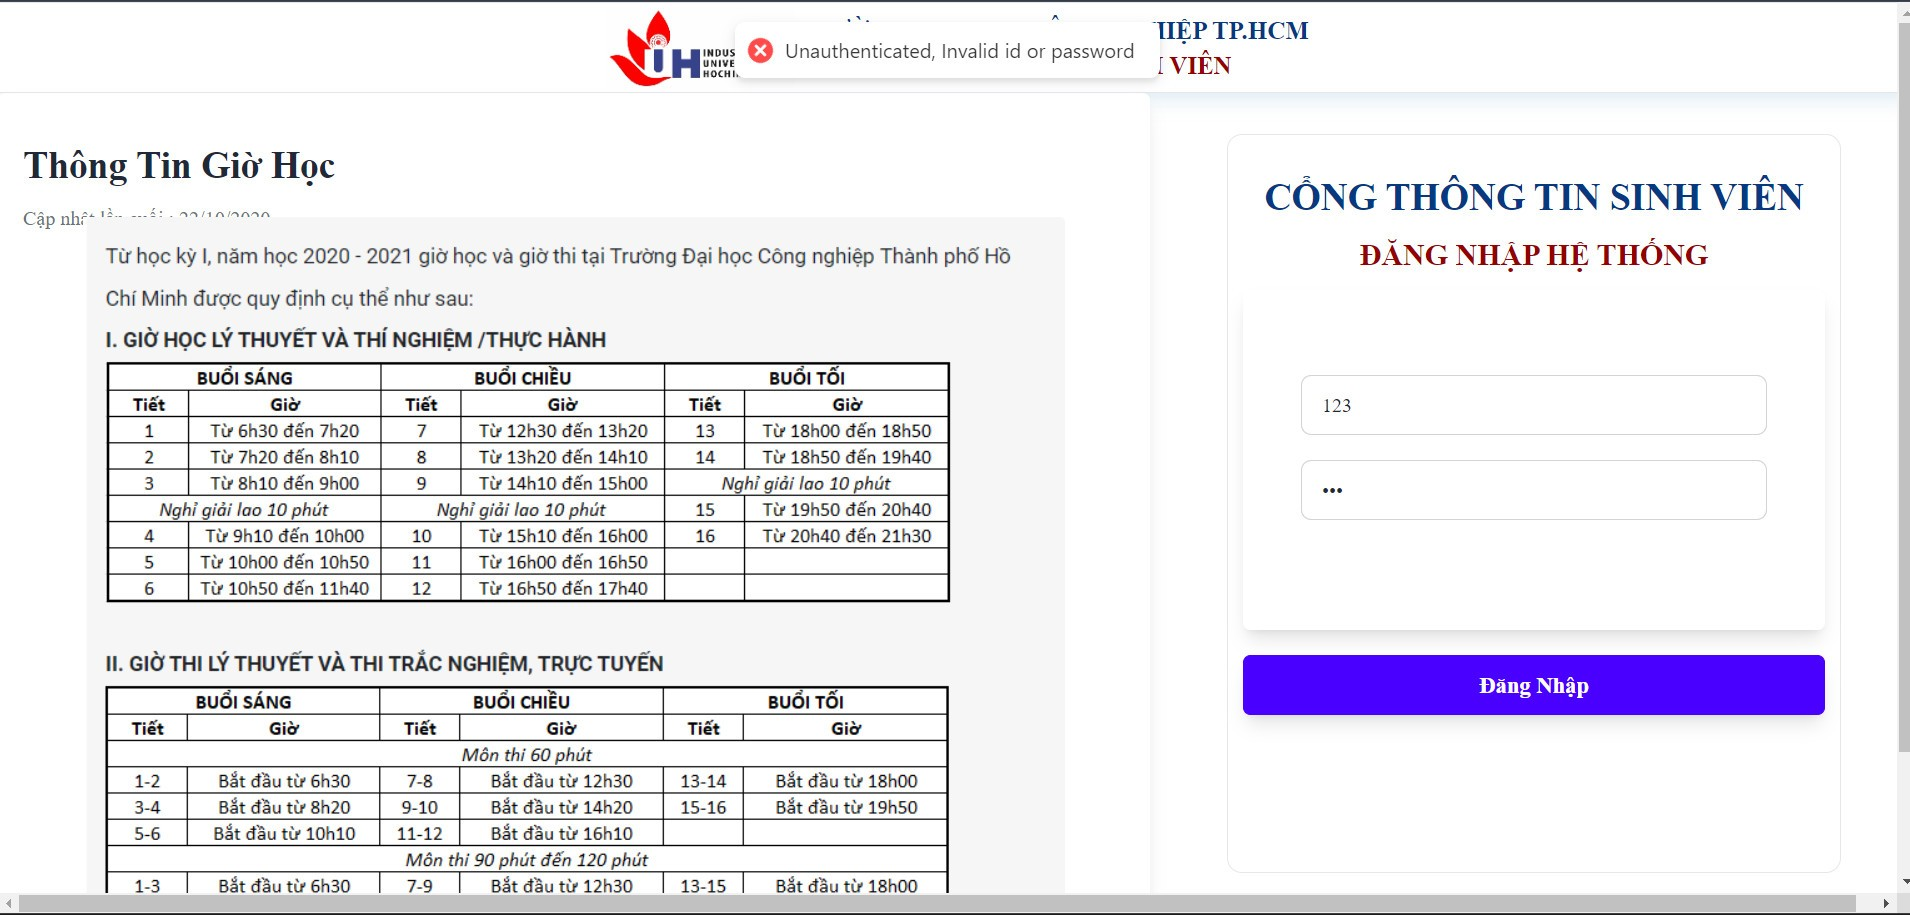 IỆP TP.HCM
VIÊN
UH
INDUS
UNIVE
HOCHI
Unauthenticated, Invalid id or password
Thông Tin Giờ Học
Cập nhật lần cuối : 22/10/2020
Từ học kỳ I, năm học 2020 - 2021 giờ học và giờ thi tại Trường Đại học Công nghiệp Thành phố Hồ
Chí Minh được quy định cụ thể như sau:
I. GIỜ HỌC LÝ THUYẾT VÀ THÍ NGHIỆM /THỰC HÀNH
BUỔI SÁNG BUỔI CHIỀU BUỔI TỐI
Tiết Giờ Tiết Giờ Tiết Giờ
1 Từ 6h30 đến 7h20 7 Từ 12h30 đến 13h20 13 Từ 18h00 đến 18h50
2 Từ 7h20 đến 8h10 8 Từ 13h20 đến 14h10 14 Từ 18h50 đến 19h40
3 Từ 8h10 đến 9h00 9 Từ 14h10 đến 15h00 Nghỉ giải lao 10 phút
Nghỉ giải lao 10 phút Nghỉ giải lao 10 phút 15 Từ 19h50 đến 20h40
4 Từ 9h10 đến 10h00 10 Từ 15h10 đến 16h00 16 Từ 20h40 đến 21h30
5 Từ 10h00 đến 10h50 11 Từ 16h00 đến 16h50
6 Từ 10h50 đến 11h40 12 Từ 16h50 đến 17h40
II. GIỜ THI LÝ THUYẾT VÀ THI TRẮC NGHIỆM, TRỰC TUYẾN
BUỔI SÁNG BUỔI CHIỀU BUỔI TỐI
Tiết Giờ Tiết Giờ Tiết Giờ
Môn thi 60 phút
1-2 Bắt đầu từ 6h30 7-8 Bắt đầu từ 12h30 13-14 Bắt đầu từ 18h00
3-4 Bắt đầu từ 8h20 9-10 Bắt đầu từ 14h20 15-16 Bắt đầu từ 19h50
5-6 Bắt đầu từ 10h10 11-12 Bắt đầu từ 16h10
Môn thi 90 phút đến 120 phút
1-3 Bắt đầu từ 6h30 7-9 Bắt đầu từ 12h30 13-15 Bắt đầu từ 18h00
CỔNG THÔNG TIN SINH VIÊN
ĐĂNG NHẬP HỆ THỐNG
123
•••
Đăng Nhập